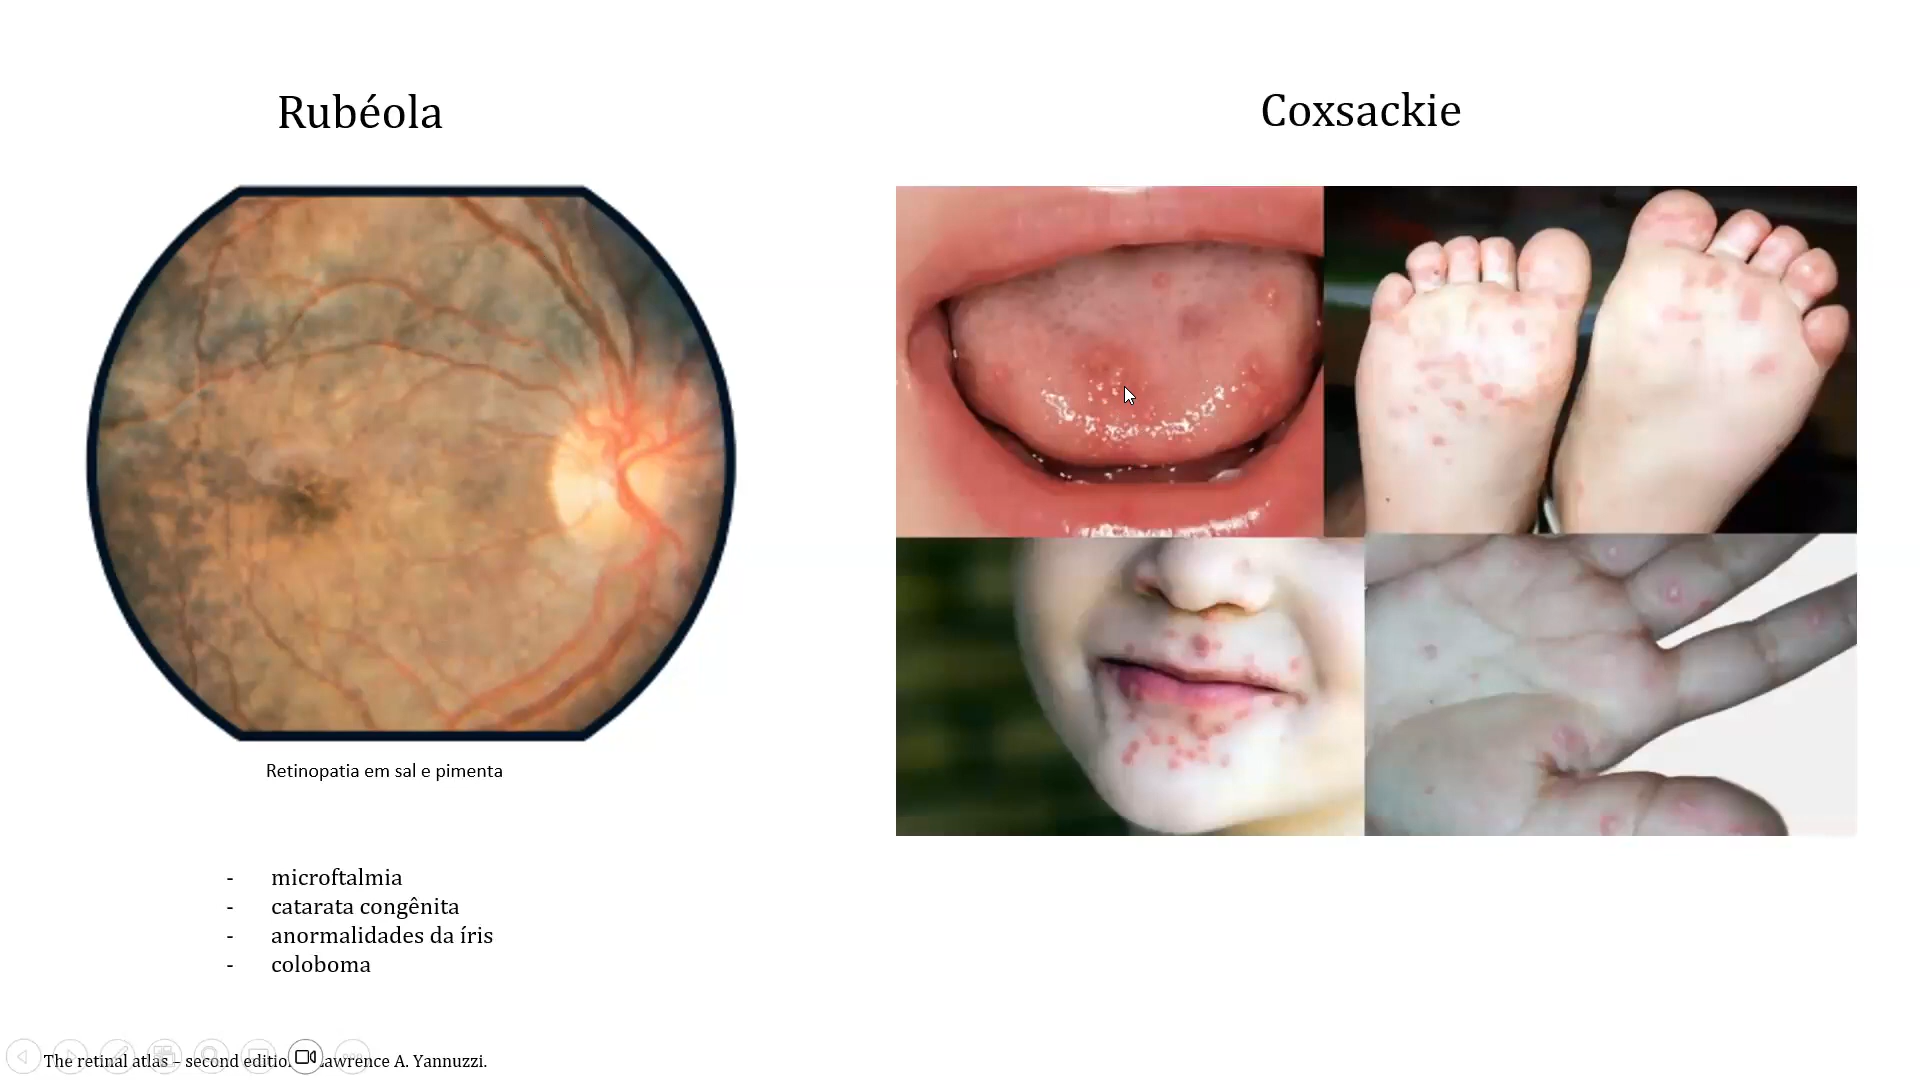 Rubéola
Coxsackie
Retinopatia em sal e pimenta
- microftalmia
- catarata congênita
- anormalidades da íris
- coloboma
The retinal atlas – second edition Lawrence A. Yannuzzi.